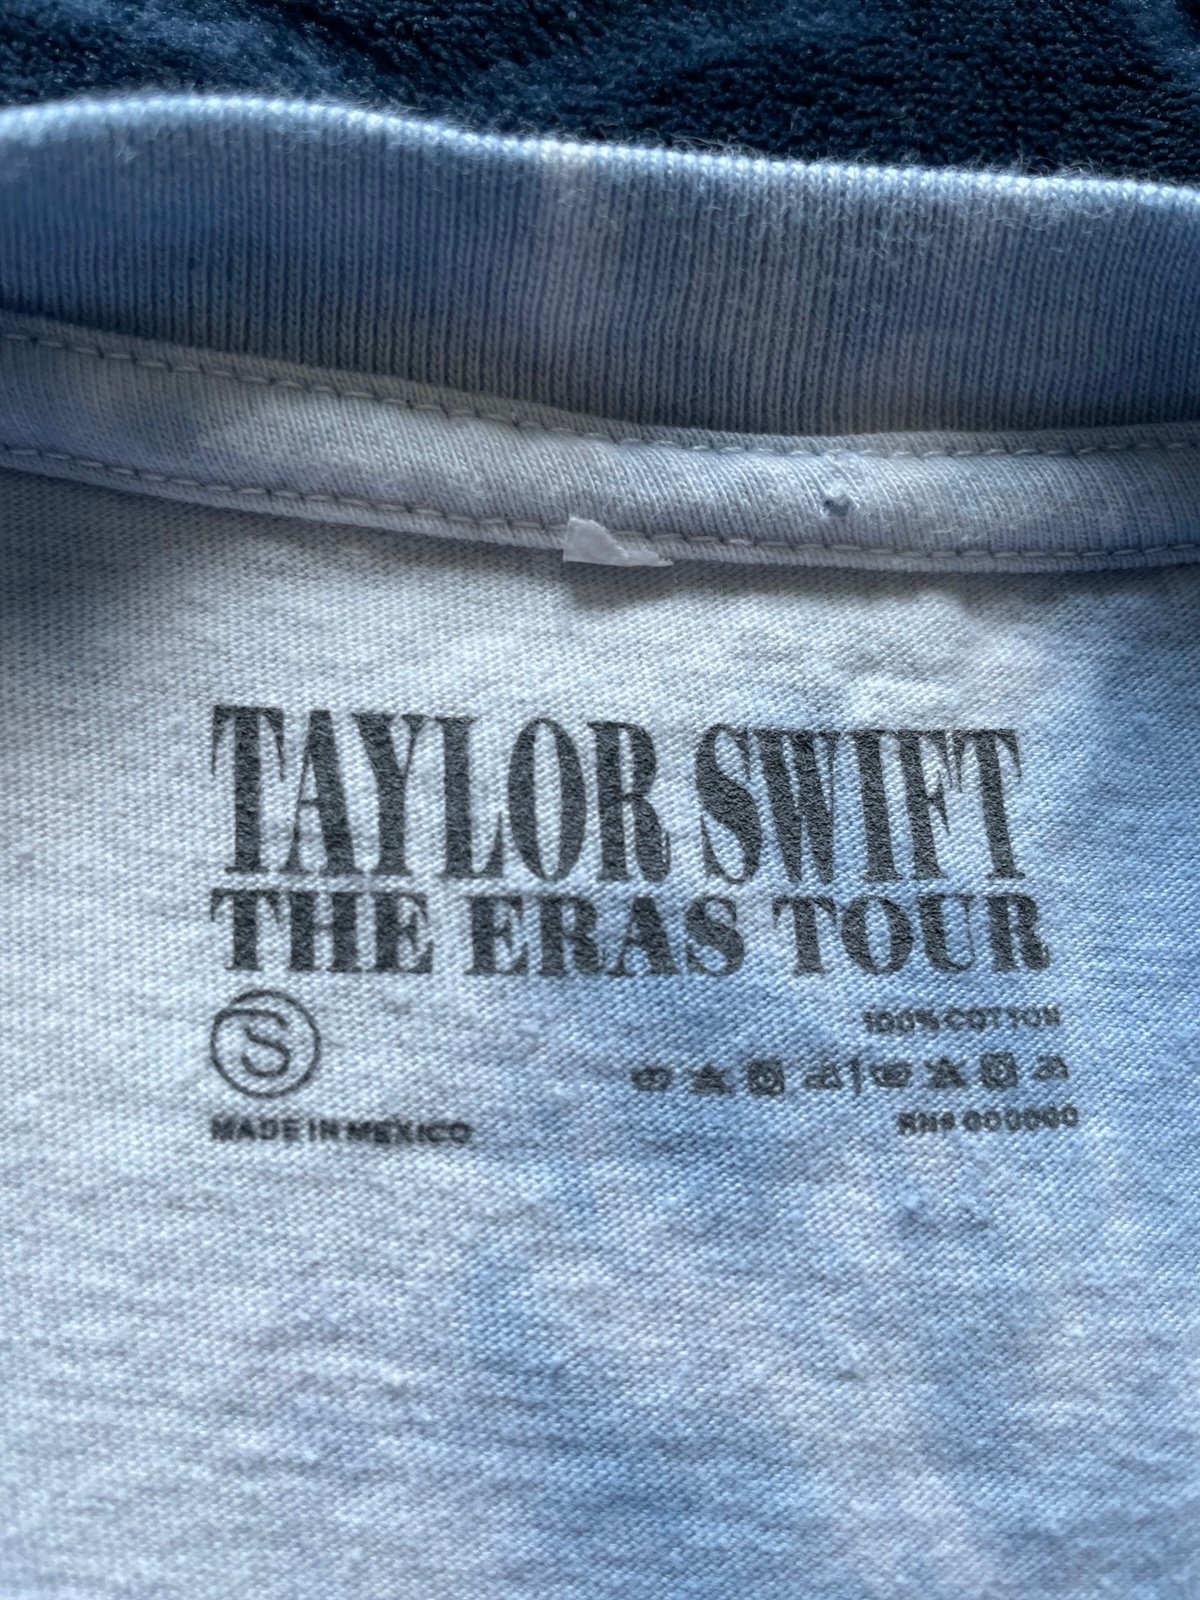 TAYLOR SWIFT
THE ERAS TOUR
S
100% COTTON
MADE IN MEXICO
RN# 000000